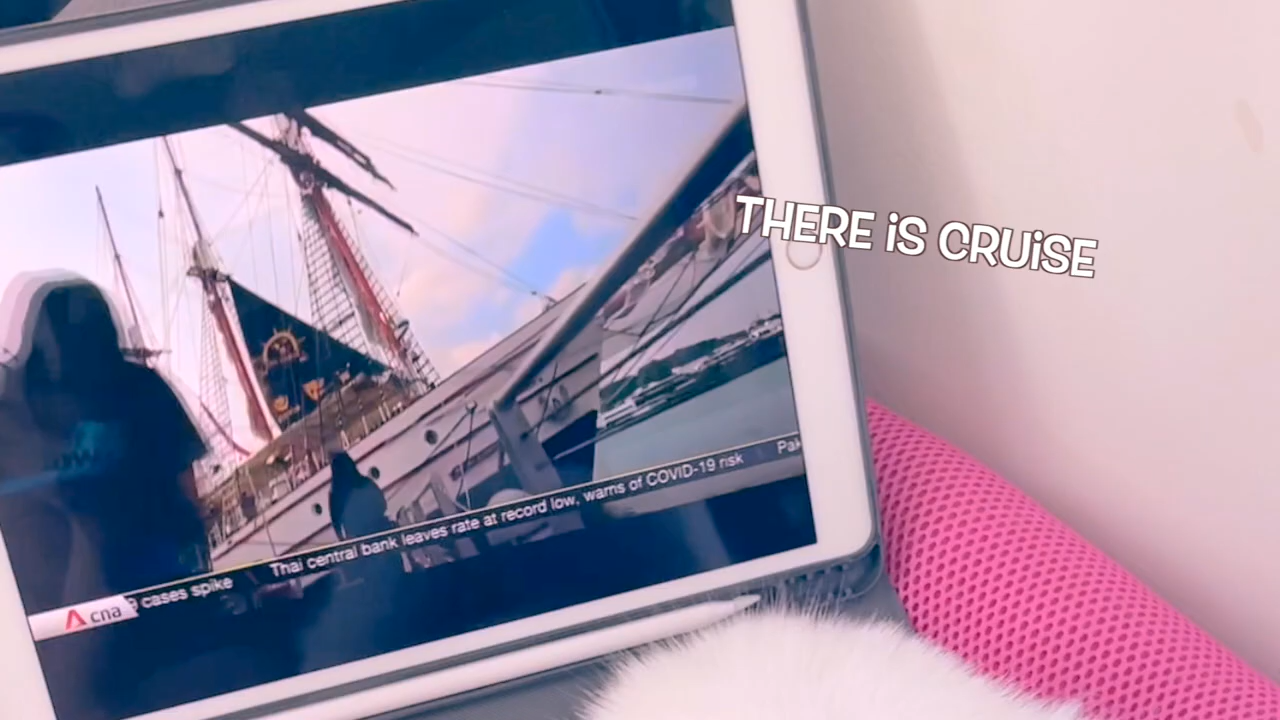 THERE iS CRUiSE
Thai central bank leaves rate at record low, warns of COVID-19 risk
cna 9 cases spike